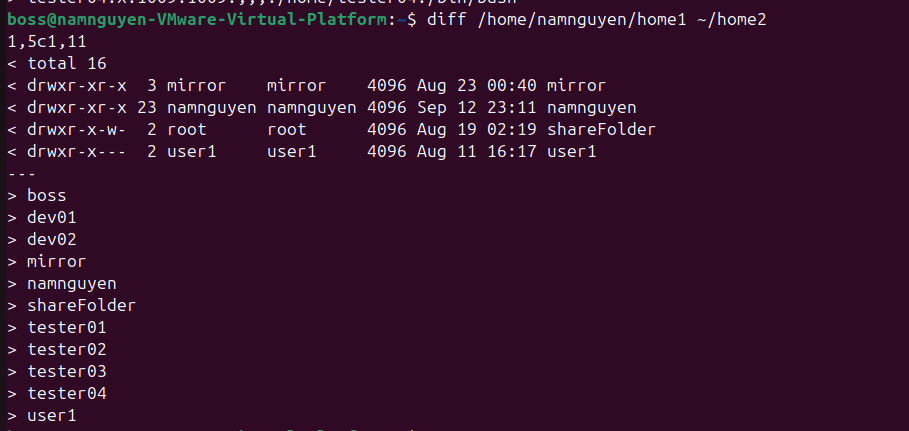 > tester04:x:1009:1009:,,,:/home/tester04:/bin/bash
boss@namnguyen-VMware-Virtual-Platform:~$ diff /home/namnguyen/home1 ~/home2
1,5c1,11
< total 16
< drwxr-xr-x  3 mirror    mirror    4096 Aug 23 00:40 mirror
< drwxr-xr-x 23 namnguyen namnguyen 4096 Sep 12 23:11 namnguyen
< drwxr-x-w-  2 root      root      4096 Aug 19 02:19 shareFolder
< drwxr-x---  2 user1     user1     4096 Aug 11 16:17 user1
---
> boss
> dev01
> dev02
> mirror
> namnguyen
> shareFolder
> tester01
> tester02
> tester03
> tester04
> user1